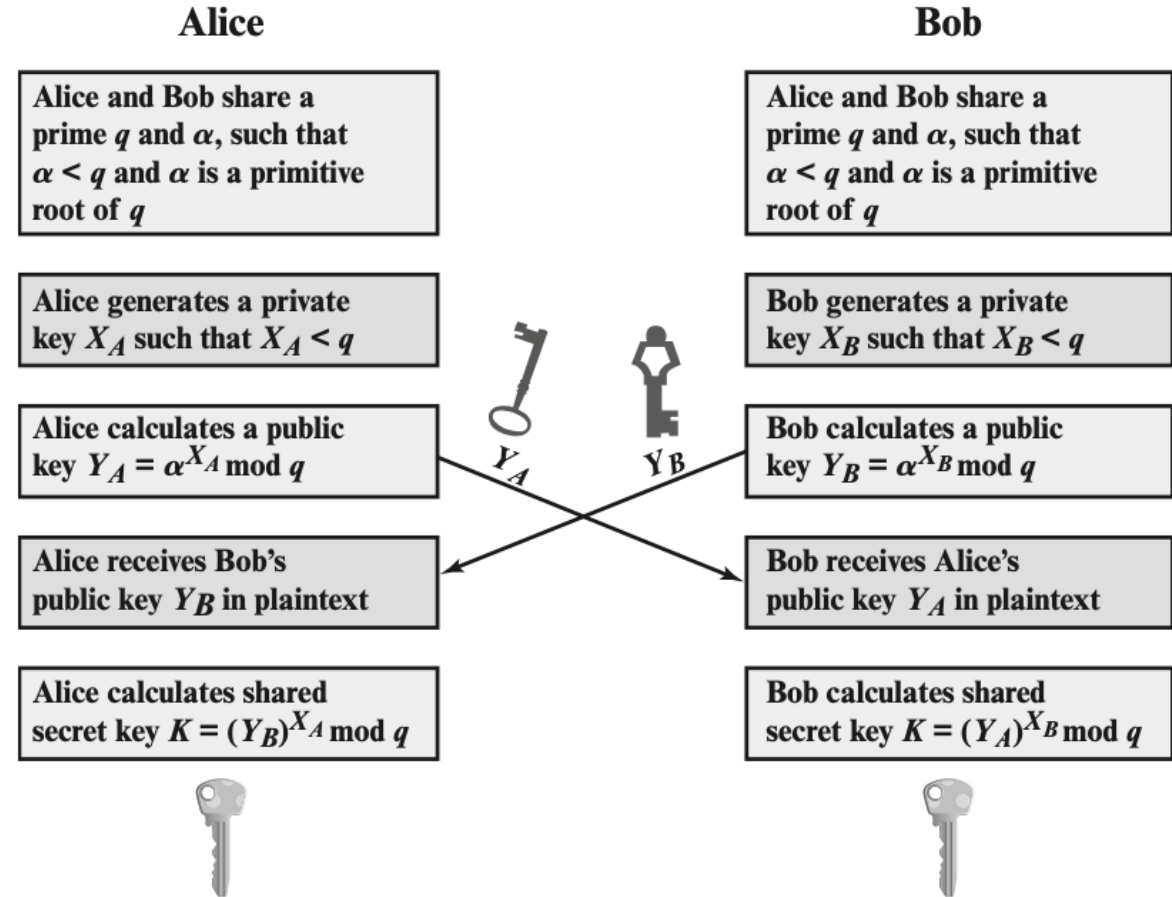 Alice
Alice and Bob share a
prime q and α, such that
α < q and α is a primitive
root of q
Alice generates a private
key X_A such that X_A < q
Alice calculates a public
key Y_A = α^{X_A} mod q
Alice receives Bob’s
public key Y_B in plaintext
Alice calculates shared
secret key K = (Y_B)^{X_A} mod q
Y_A
Y_B
Bob
Alice and Bob share a
prime q and α, such that
α < q and α is a primitive
root of q
Bob generates a private
key X_B such that X_B < q
Bob calculates a public
key Y_B = α^{X_B} mod q
Bob receives Alice’s
public key Y_A in plaintext
Bob calculates shared
secret key K = (Y_A)^{X_B} mod q